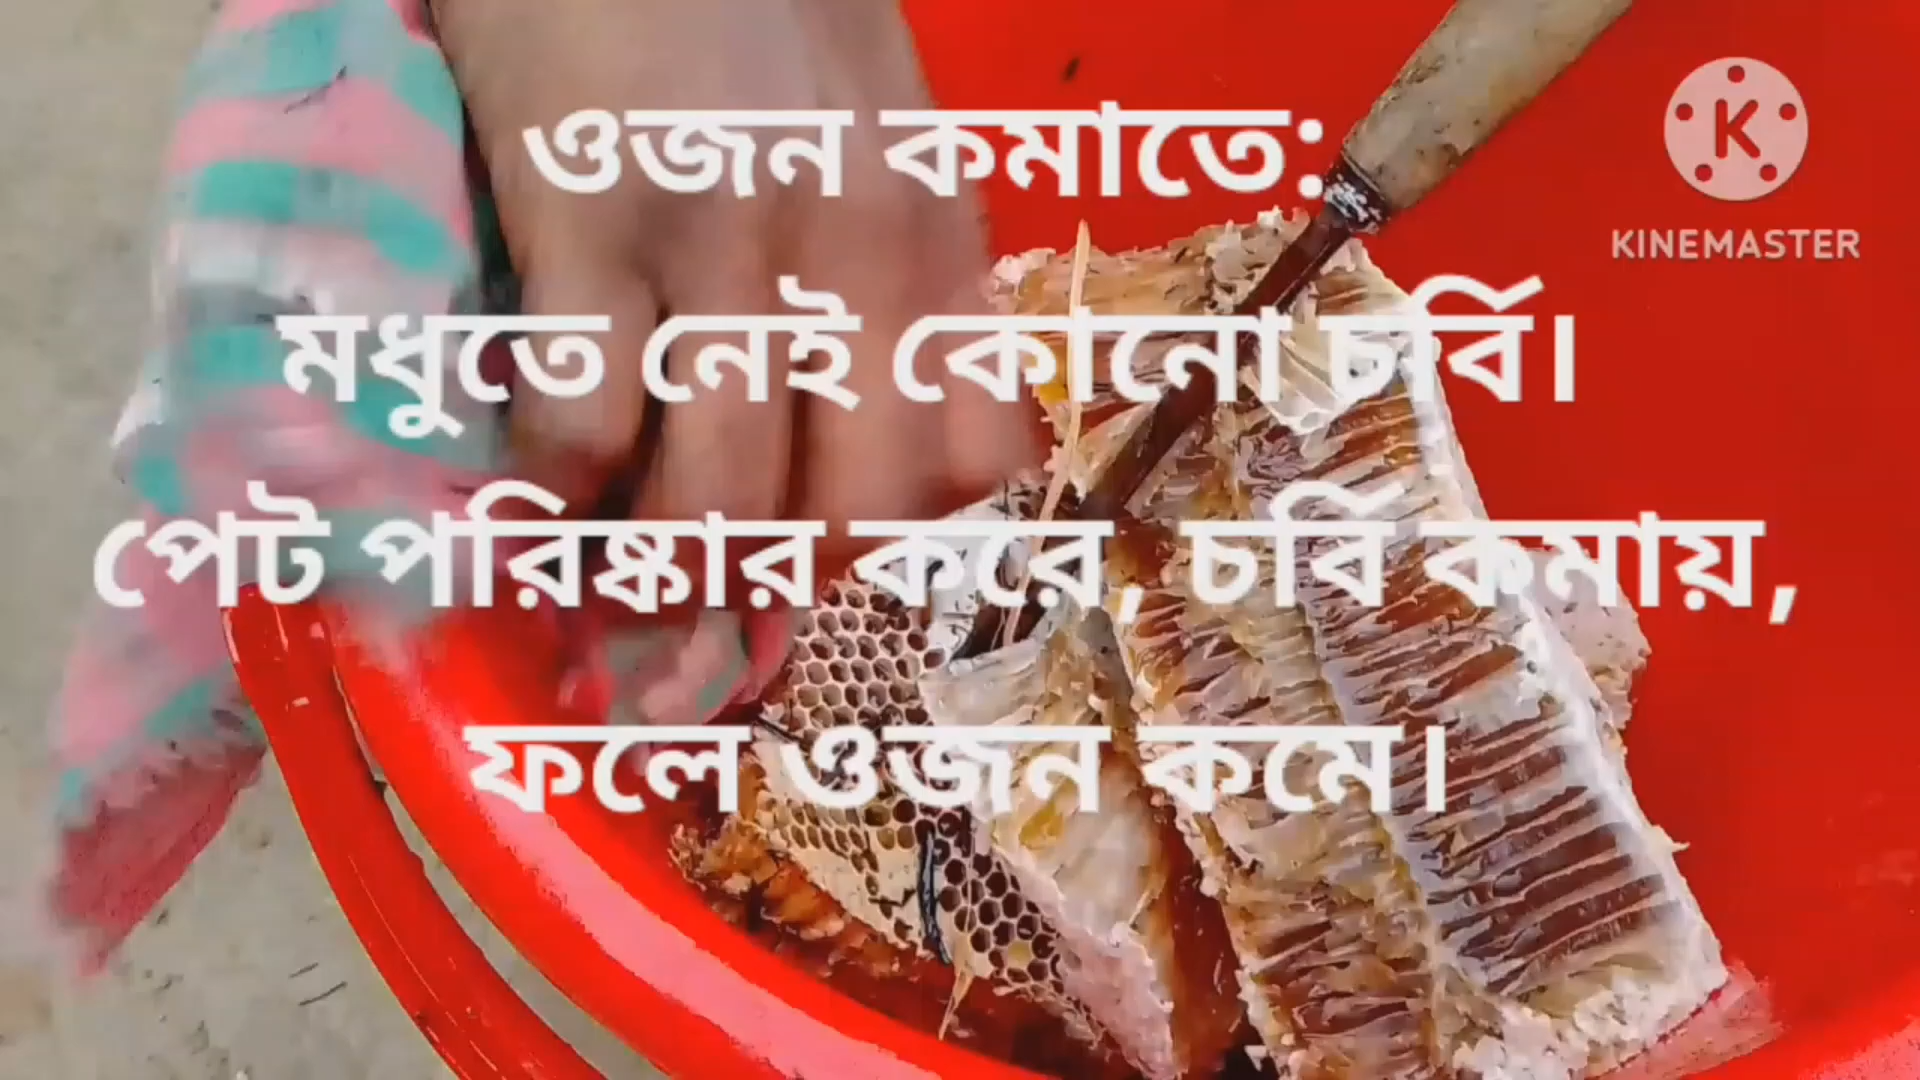 ওজন কমাতে:
মধুতে নেই কোনো চর্বি।
পেট পরিষ্কার করে, চর্বি কমায়,
ফলে ওজন কমে।
K
KINEMASTER